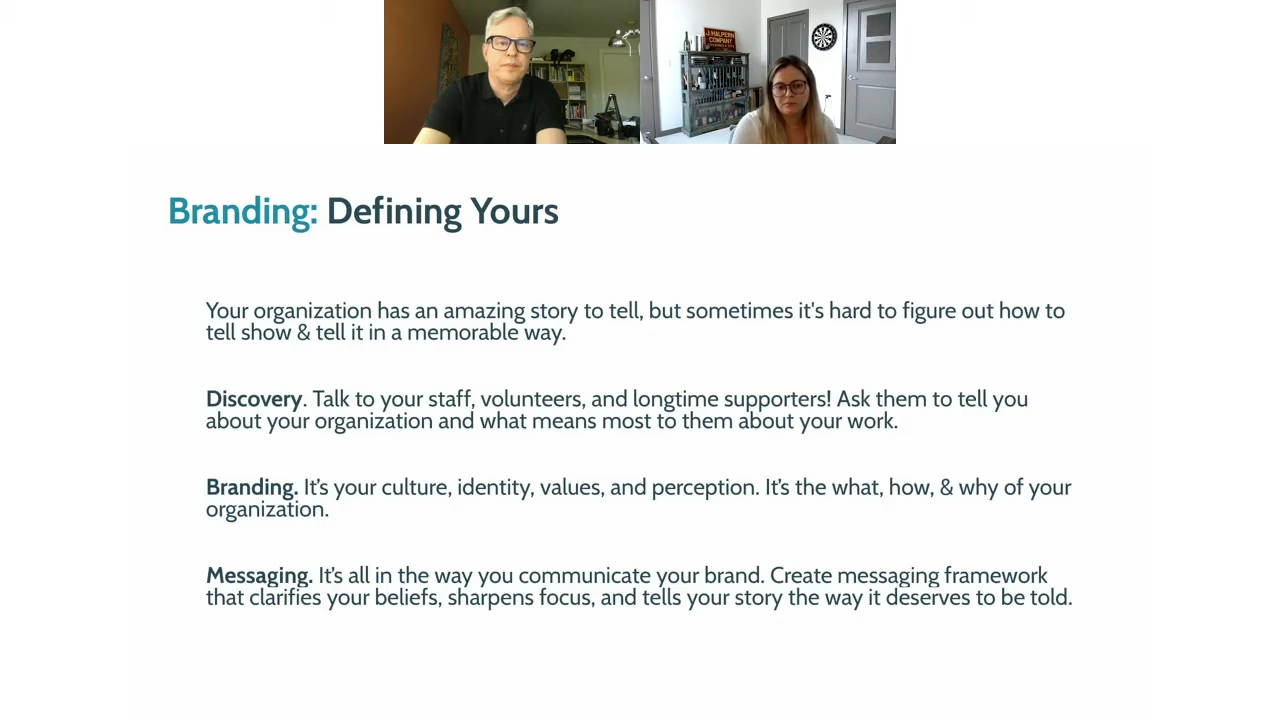 J.HALPERN
COMPANY
Branding: Defining Yours
Your organization has an amazing story to tell, but sometimes it's hard to figure out how to
tell show & tell it in a memorable way.
Discovery. Talk to your staff, volunteers, and longtime supporters! Ask them to tell you
about your organization and what means most to them about your work.
Branding. It’s your culture, identity, values, and perception. It’s the what, how, & why of your
organization.
Messaging. It’s all in the way you communicate your brand. Create messaging framework
that clarifies your beliefs, sharpens focus, and tells your story the way it deserves to be told.